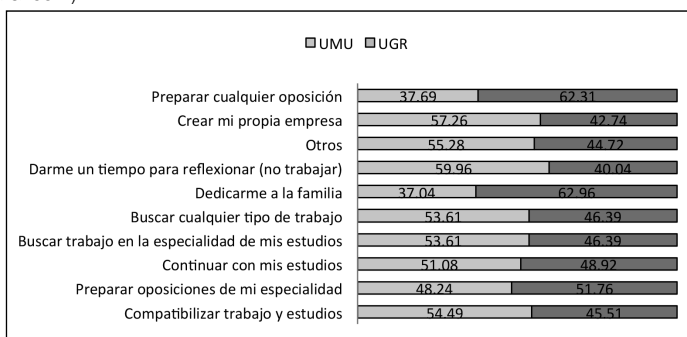 UMU UGR
Preparar cualquier oposición 37.69 62.31
Crear mi propia empresa 57.26 42.74
Otros 55.28 44.72
Darme un tiempo para reflexionar (no trabajar) 59.96 40.04
Dedicarme a la familia 37.04 62.96
Buscar cualquier tipo de trabajo 53.61 46.39
Buscar trabajo en la especialidad de mis estudios 53.61 46.39
Continuar con mis estudios 51.08 48.92
Preparar oposiciones de mi especialidad 48.24 51.76
Compatibilizar trabajo y estudios 54.49 45.51